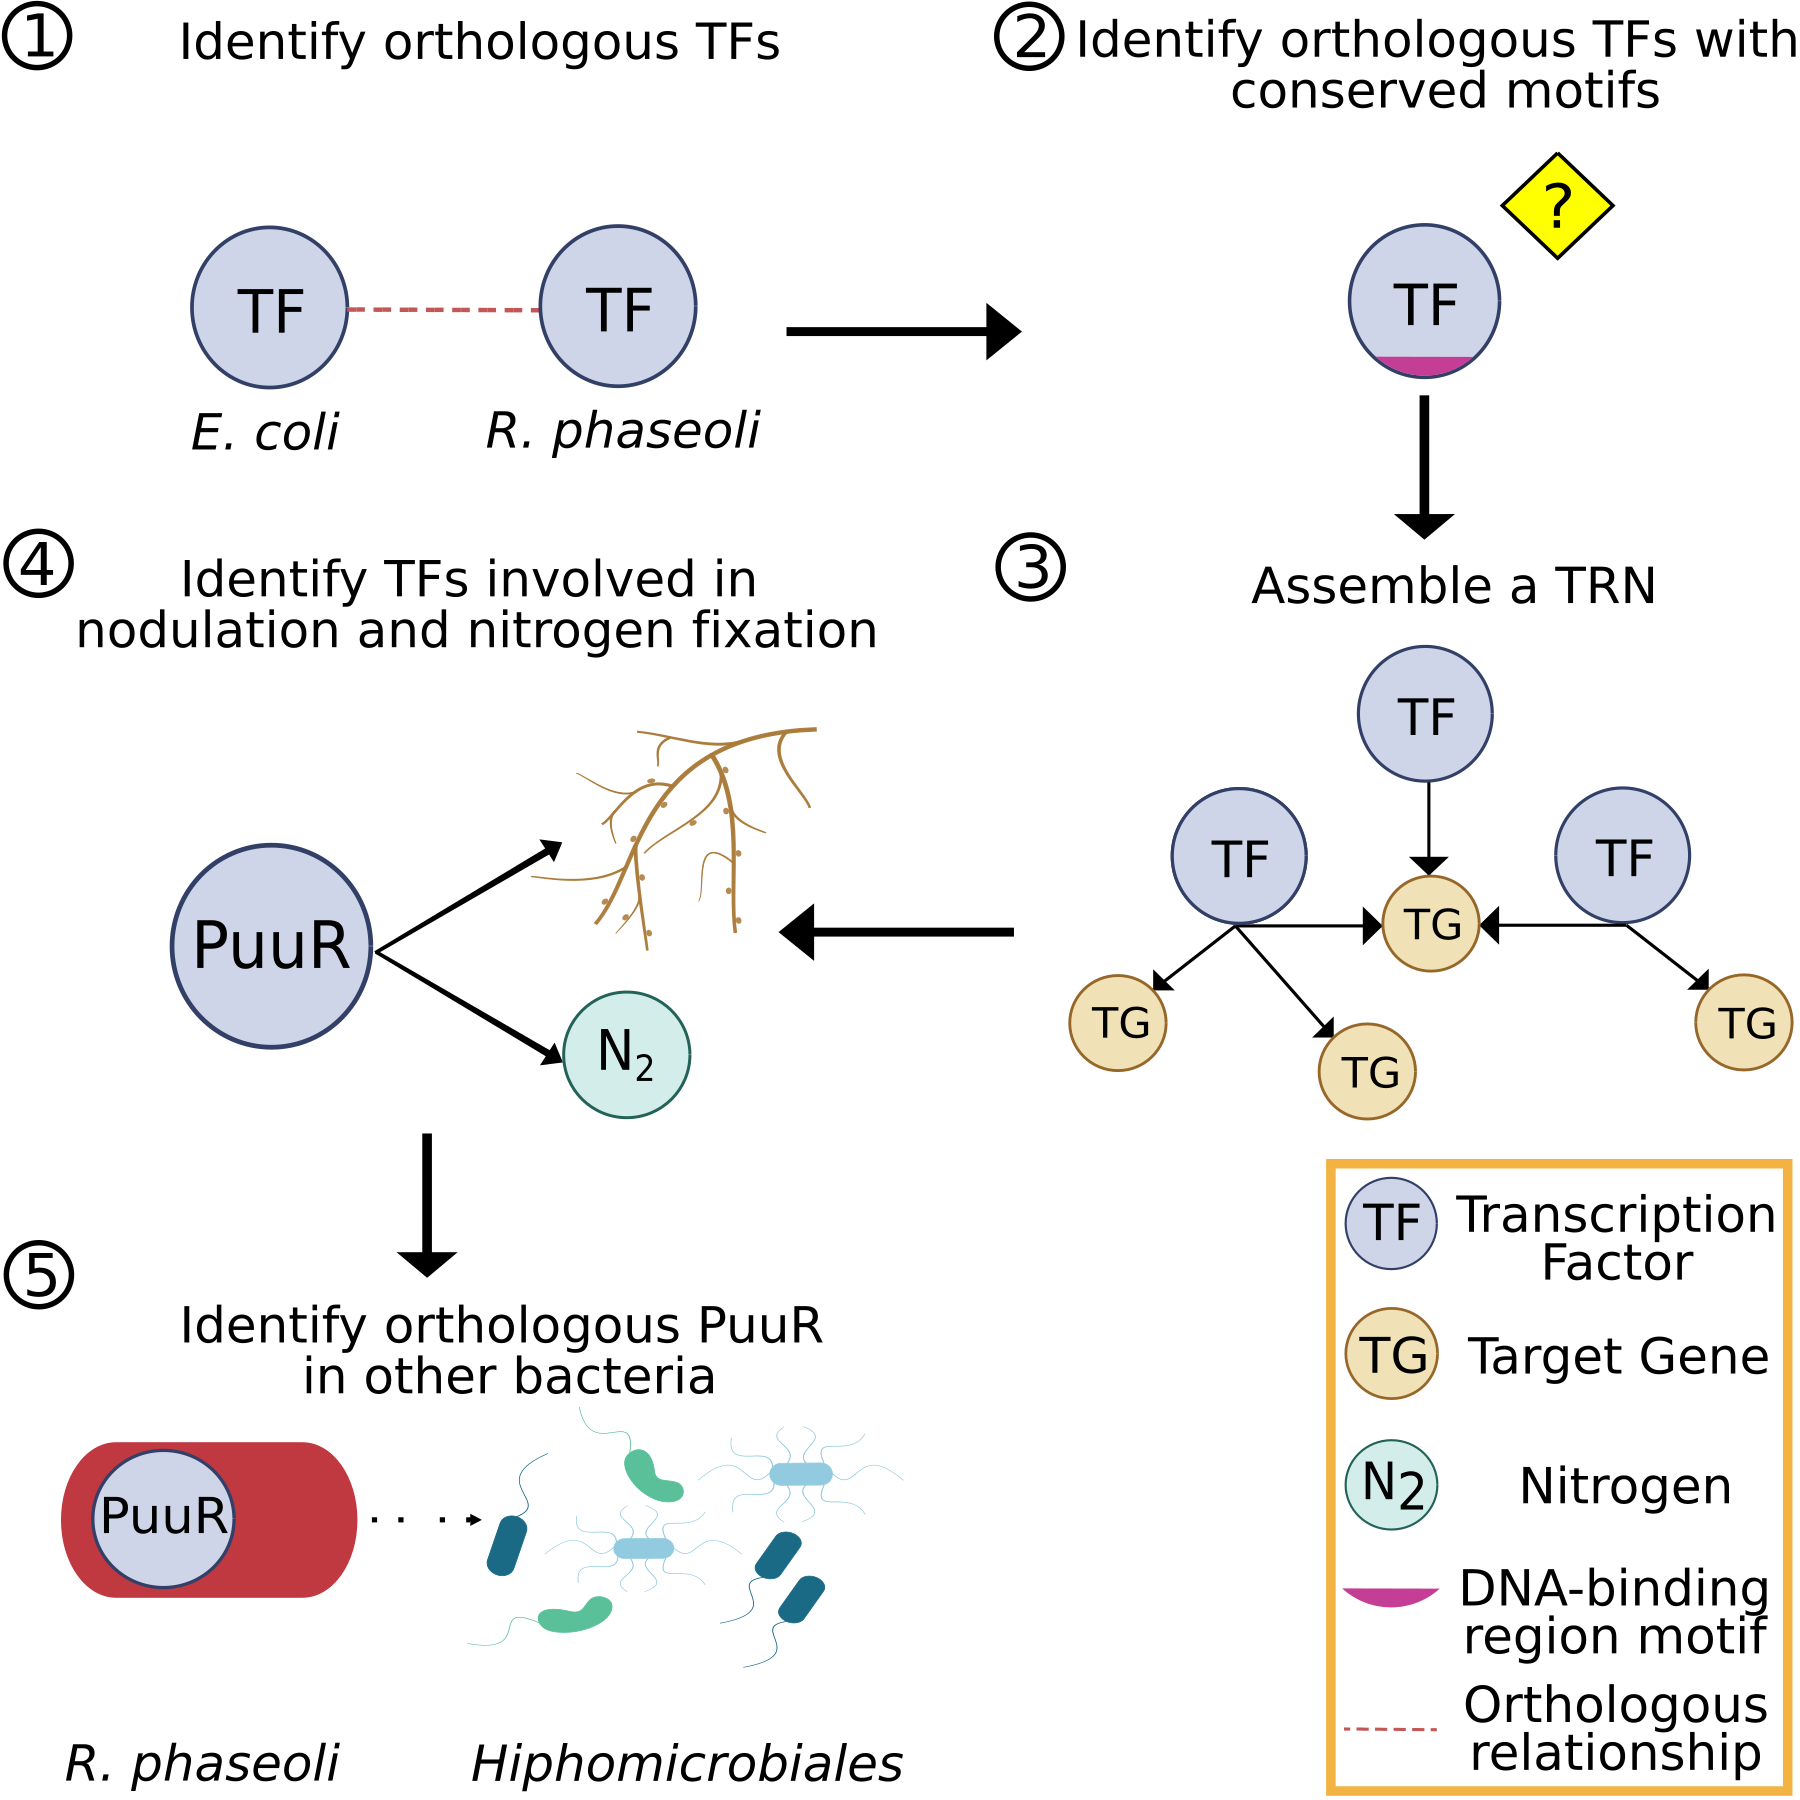 1
Identify orthologous TFs
TF
TF
E. coli
R. phaseoli
2
Identify orthologous TFs with
conserved motifs
?
TF
3
Assemble a TRN
TF
TF
TF
TG
TG
TG
TG
4
Identify TFs involved in
nodulation and nitrogen fixation
PuuR
N2
5
Identify orthologous PuuR
in other bacteria
PuuR
R. phaseoli
Hiphomicrobiales
TF
Transcription
Factor
TG
Target Gene
N2
Nitrogen
DNA-binding
region motif
Orthologous
relationship